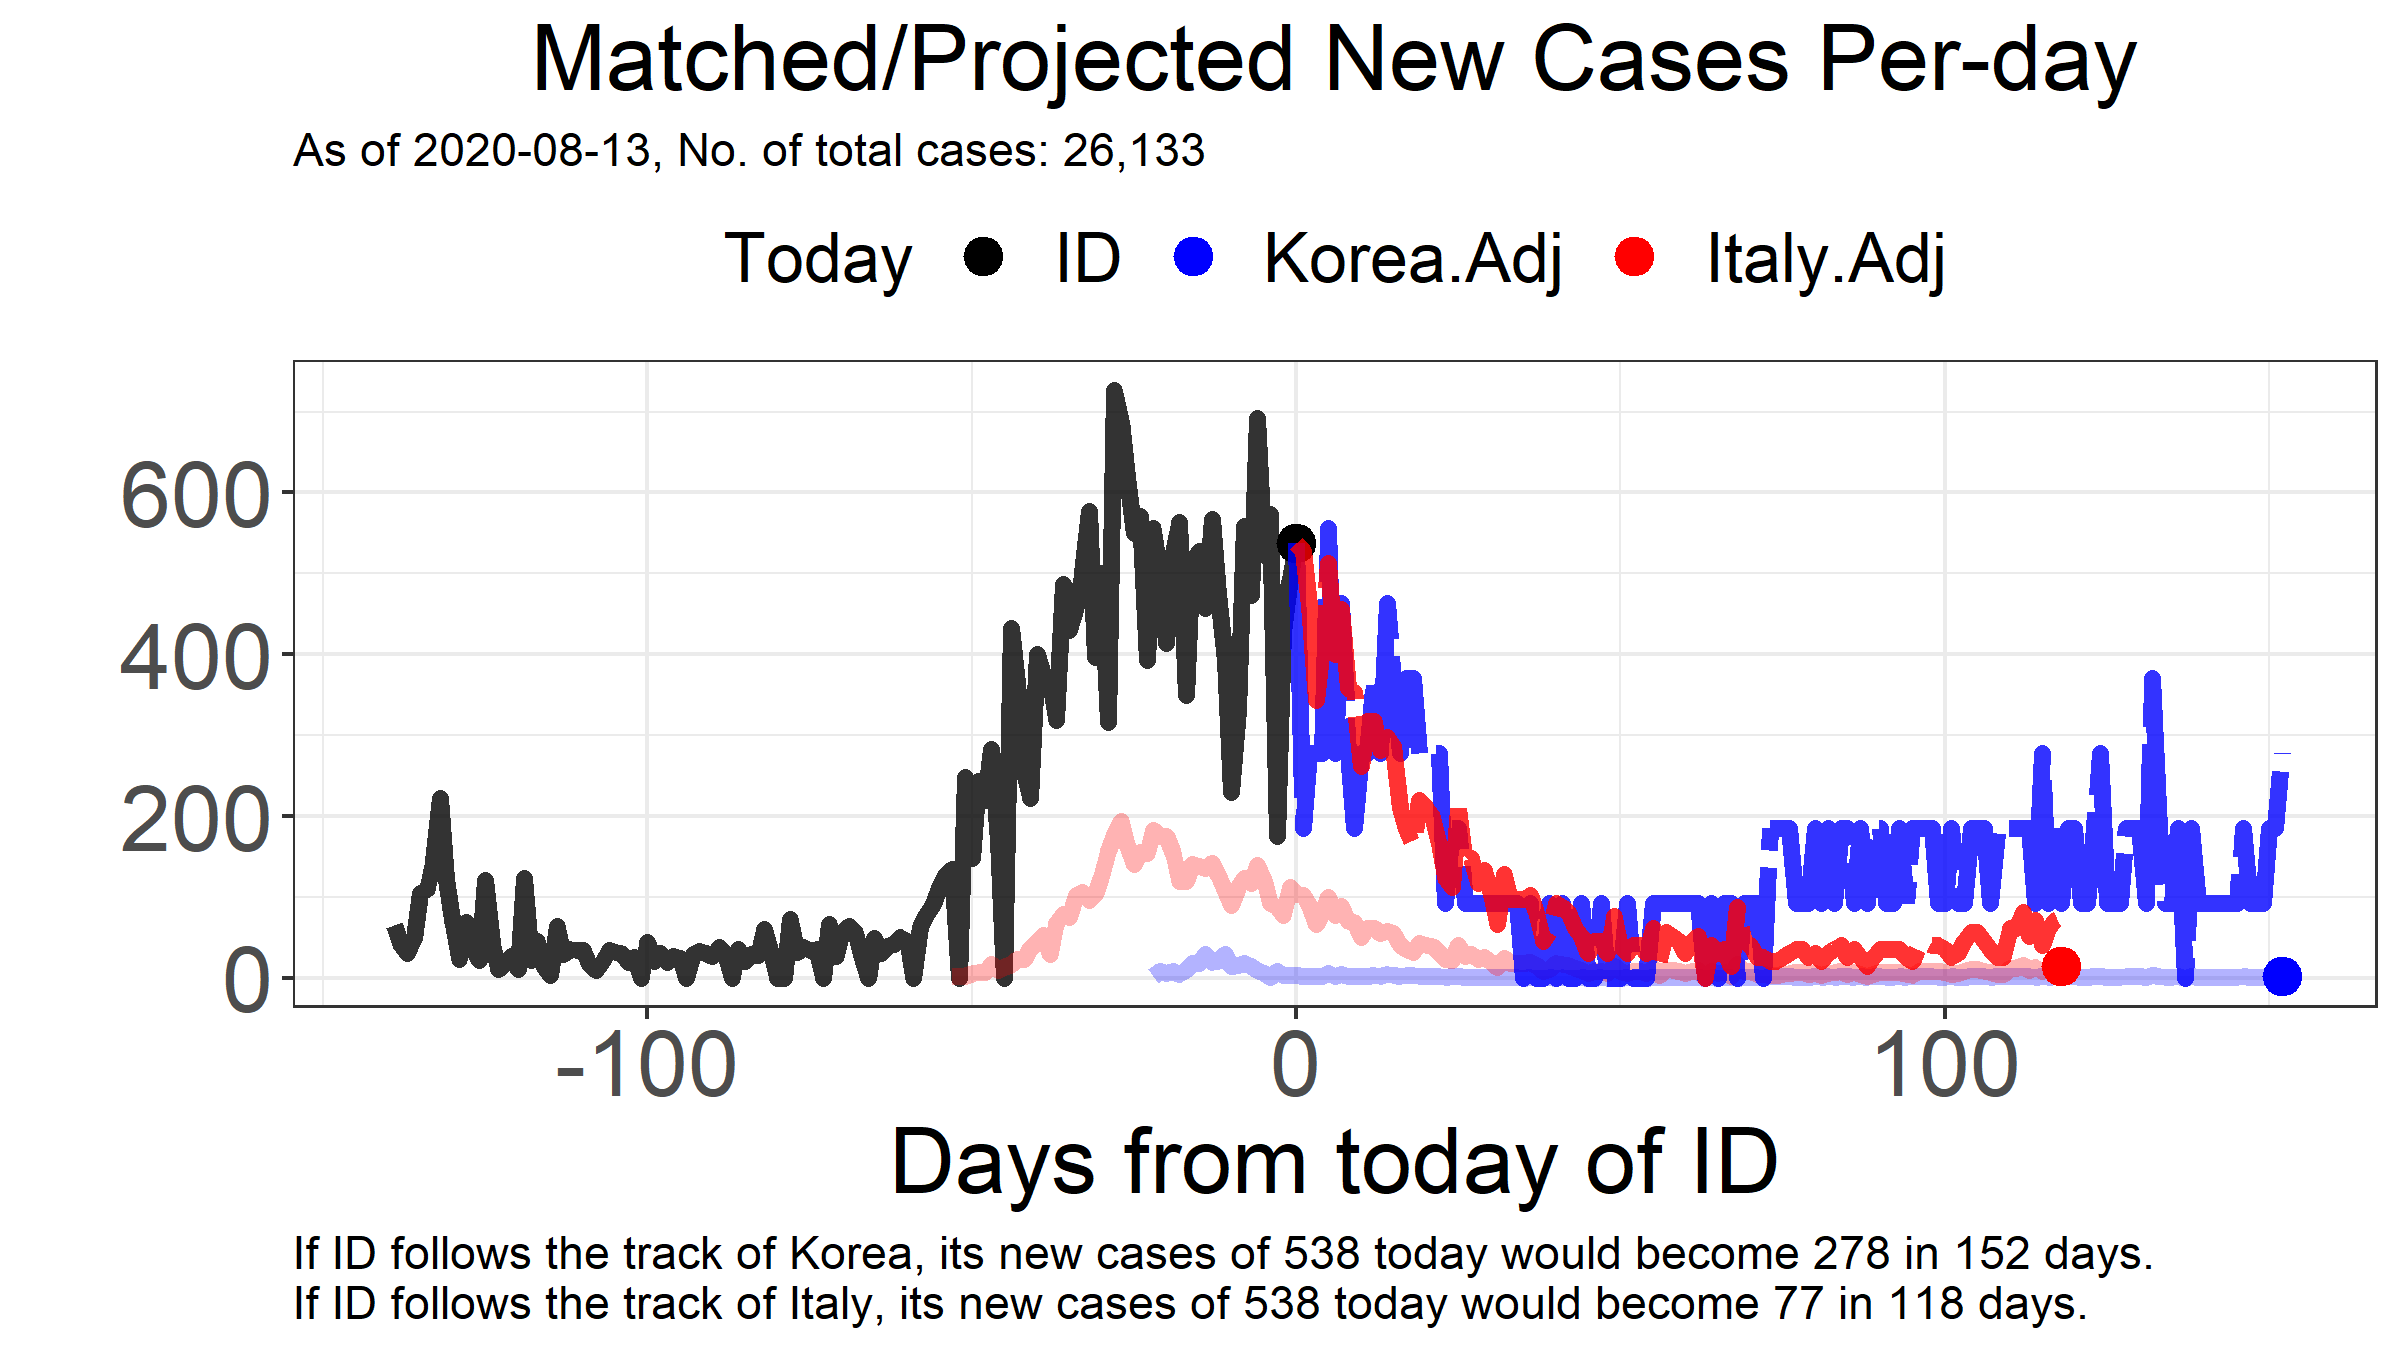 Matched/Projected New Cases Per-day
As of 2020-08-13, No. of total cases: 26,133
Today ID Korea.Adj Italy.Adj
600
400
200
0
-100 0 100
Days from today of ID
If ID follows the track of Korea, its new cases of 538 today would become 278 in 152 days.
If ID follows the track of Italy, its new cases of 538 today would become 77 in 118 days.